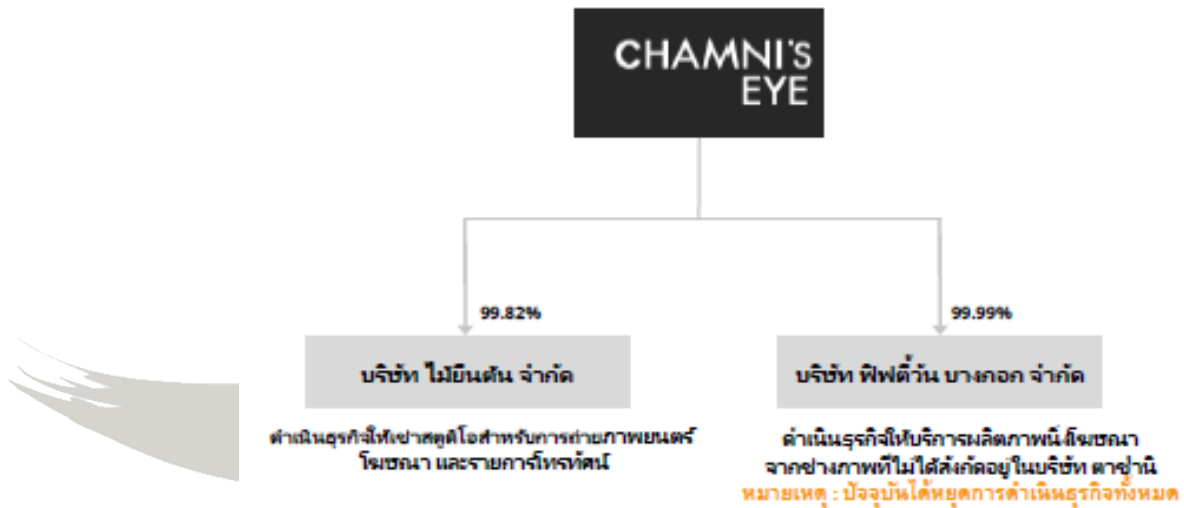 CHAMNI'S
EYE
99.82%
99.99%
บริษัท ไม้ยืนต้น จำกัด
บริษัท ฟิฟตี้วัน บางกอก จำกัด
ดำเนินธุรกิจให้เช่าสตูดิโอสำหรับการถ่ายภาพยนตร์
โฆษณา และรายการโทรทัศน์
ดำเนินธุรกิจให้บริการผลิตภาพนิ่งโฆษณา
จากช่างภาพที่ไม่ได้สังกัดอยู่ในบริษัท ตาชำนิ
หมายเหตุ : ปัจจุบันได้หยุดการดำเนินธุรกิจทั้งหมด